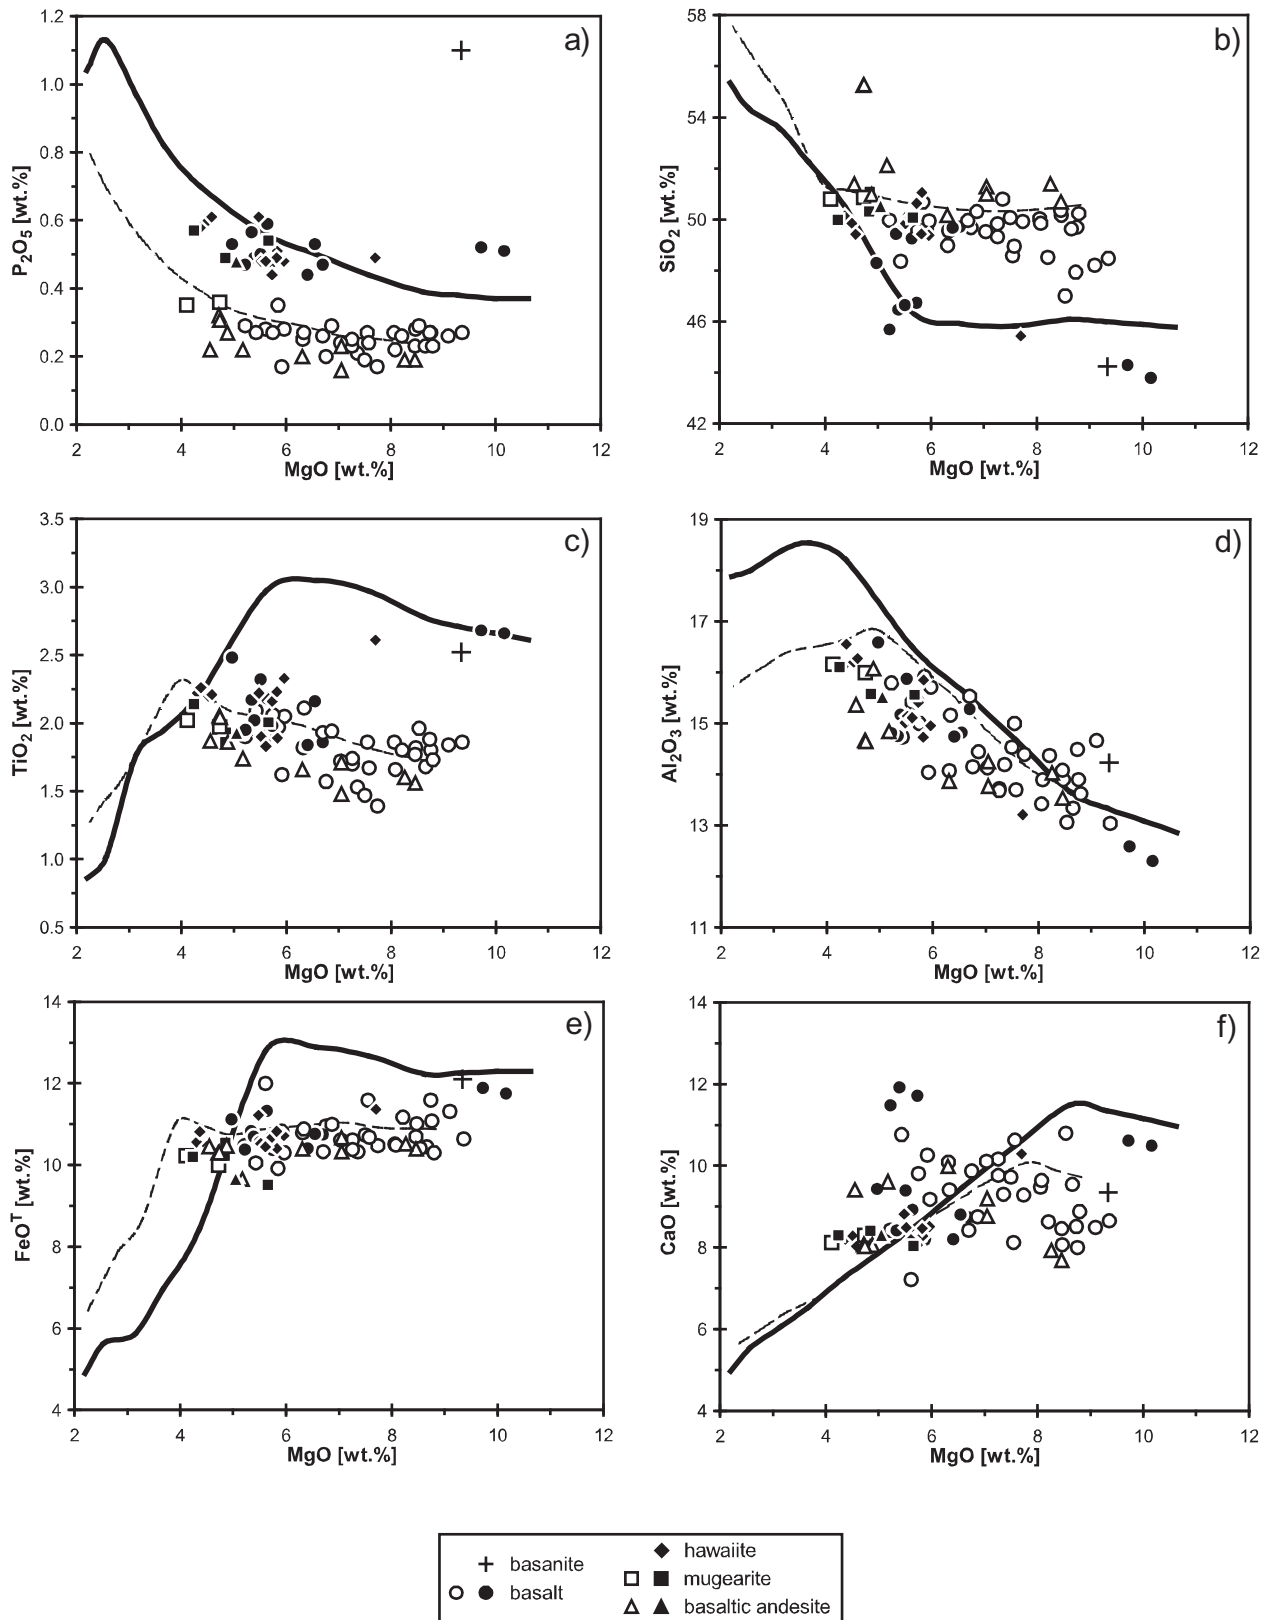 a)
1.2
1.0
0.8
0.6
0.4
0.2
0.0
P2O5 [wt.%]
2 4 6 8 10 12
MgO [wt.%]
b)
58
54
50
46
42
SiO2 [wt.%]
2 4 6 8 10 12
MgO [wt.%]
c)
3.5
3.0
2.5
2.0
1.5
1.0
0.5
TiO2 [wt.%]
2 4 6 8 10 12
MgO [wt.%]
d)
19
17
15
13
11
Al2O3 [wt.%]
2 4 6 8 10 12
MgO [wt.%]
e)
14
12
10
8
6
4
FeO^T [wt.%]
2 4 6 8 10 12
MgO [wt.%]
f)
14
12
10
8
6
4
CaO [wt.%]
2 4 6 8 10 12
MgO [wt.%]
basanite
basalt
hawaiite
mugearite
basaltic andesite